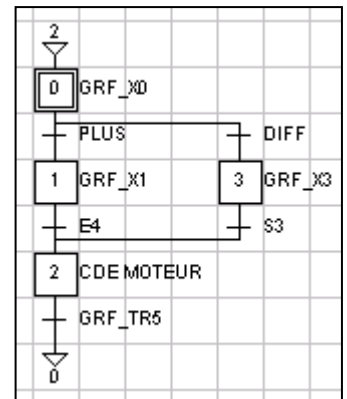 2
0 GRF_X0
PLUS DIFF
1 GRF_X1 3 GRF_X3
E4 S3
2 CDE MOTEUR
GRF_TR5
0